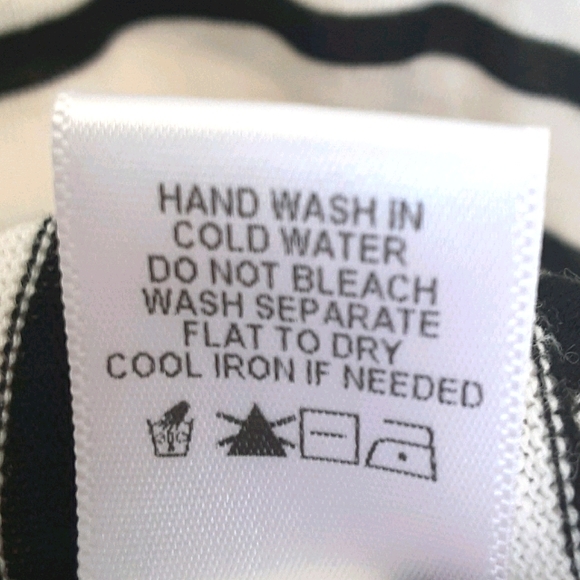 HAND WASH IN
COLD WATER
DO NOT BLEACH
WASH SEPARATE
FLAT TO DRY
COOL IRON IF NEEDED